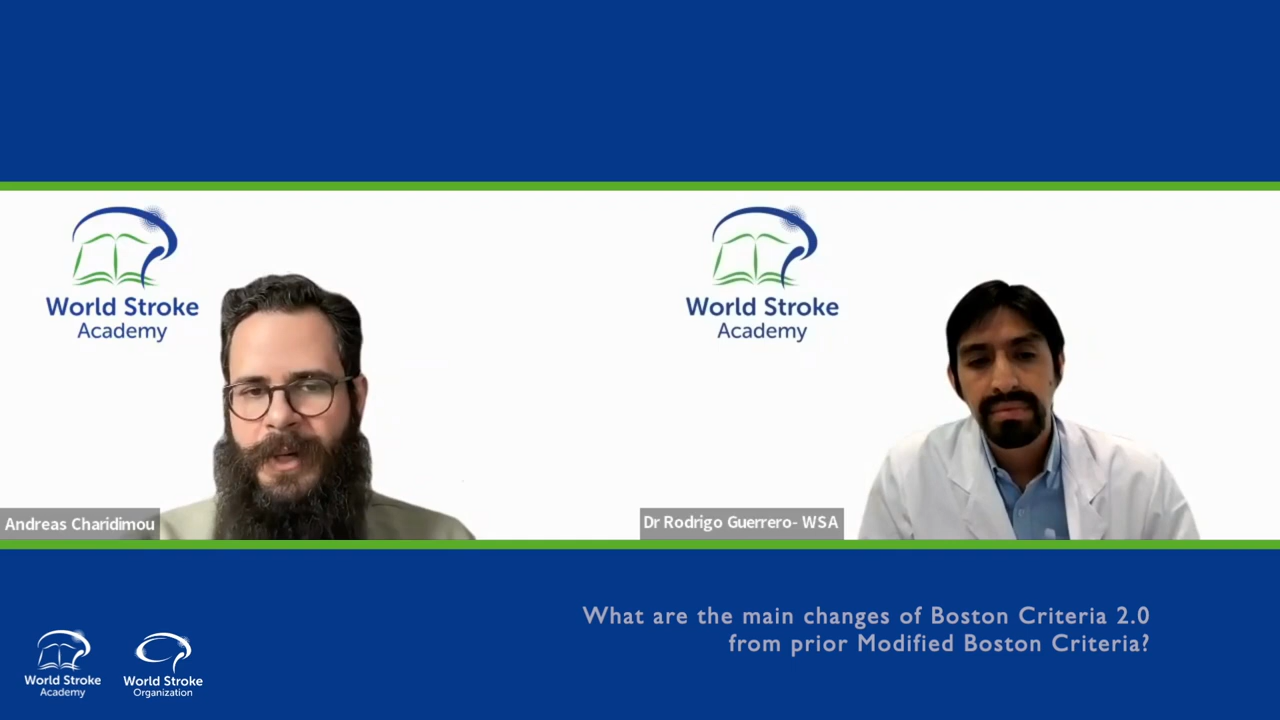 World Stroke
Academy
World Stroke
Academy
Andreas Charidimou
Dr Rodrigo Guerrero- WSA
What are the main changes of Boston Criteria 2.0
from prior Modified Boston Criteria?
World Stroke
Academy
World Stroke
Organization